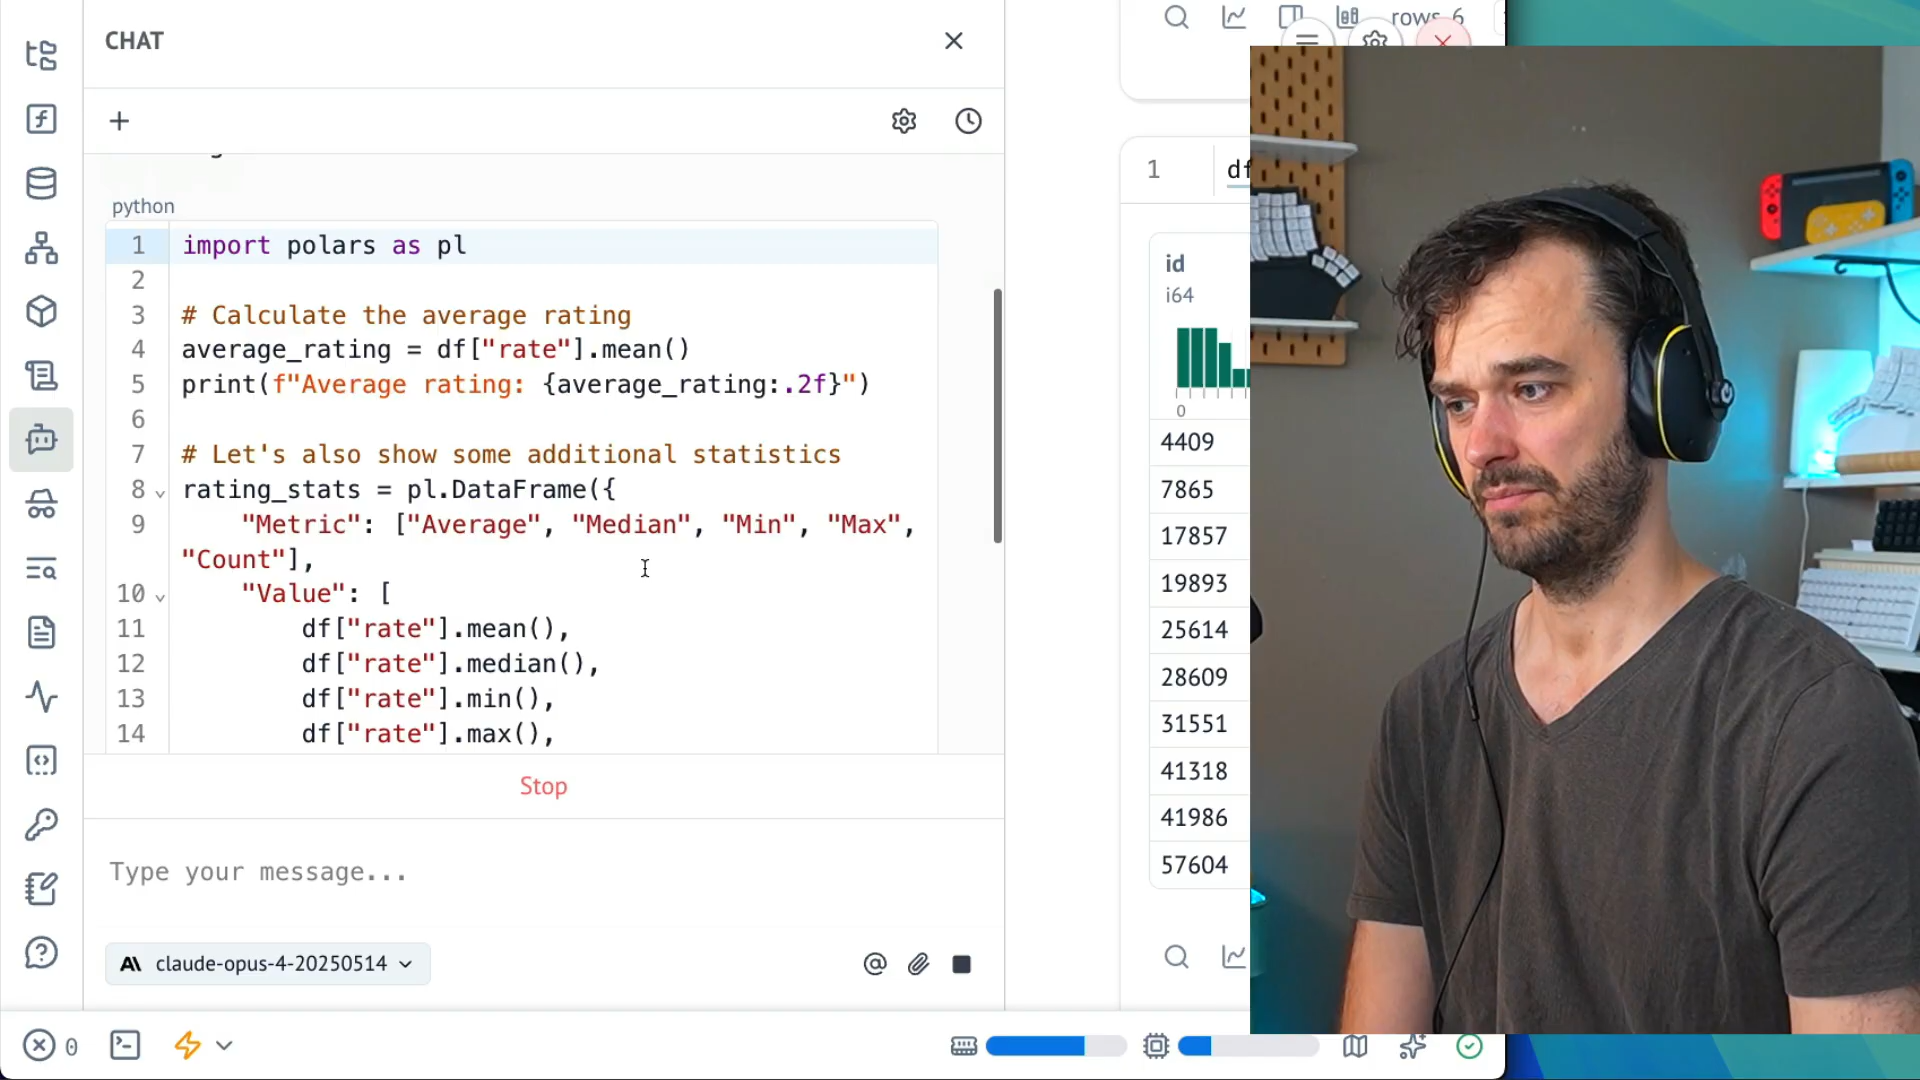 CHAT
rows 6
python
1 import polars as pl
2
3 # Calculate the average rating
4 average_rating = df["rate"].mean()
5 print(f"Average rating: {average_rating:.2f}")
6
7 # Let's also show some additional statistics
8 rating_stats = pl.DataFrame({
9 "Metric": ["Average", "Median", "Min", "Max",
"Count"],
10 "Value": [
11 df["rate"].mean(),
12 df["rate"].median(),
13 df["rate"].min(),
14 df["rate"].max(),
Stop
Type your message...
claude-opus-4-20250514
0
1 df
id
i64
0
4409
7865
17857
19893
25614
28609
31551
41318
41986
57604